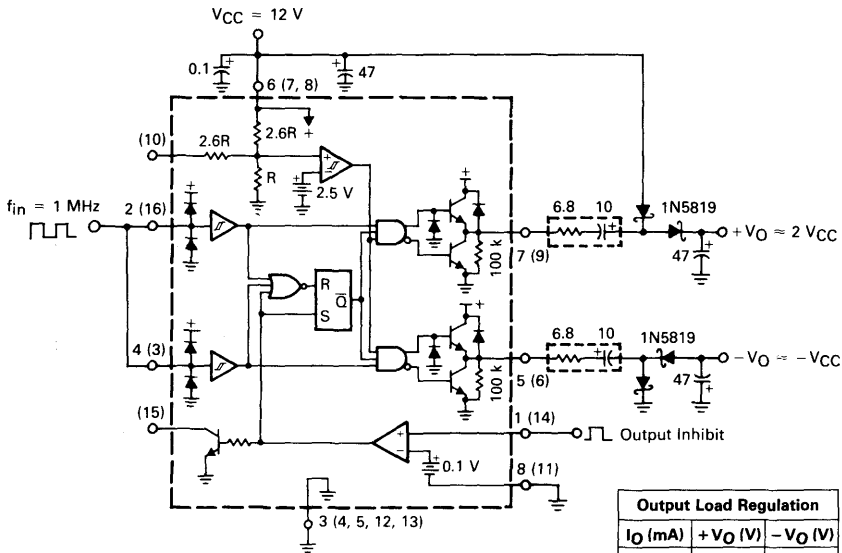 VCC = 12 V
0.1 +
+ 47
6 (7, 8)
(10)
2.6R
2.6R
+
R
+
−
2.5 V
+
fin = 1 MHz
2 (16)
+
6.8 10
1N5819
+
+VO ≈ 2 VCC
7 (9)
100 k
47 +
R
S
Q
+
+
4 (3)
6.8 10
+
1N5819
−VO ≈ −VCC
5 (6)
100 k
47 +
(15)
1 (14)
Output Inhibit
+
−
+ 0.1 V
8 (11)
3 (4, 5, 12, 13)
Output Load Regulation
IO (mA) +VO (V) −VO (V)